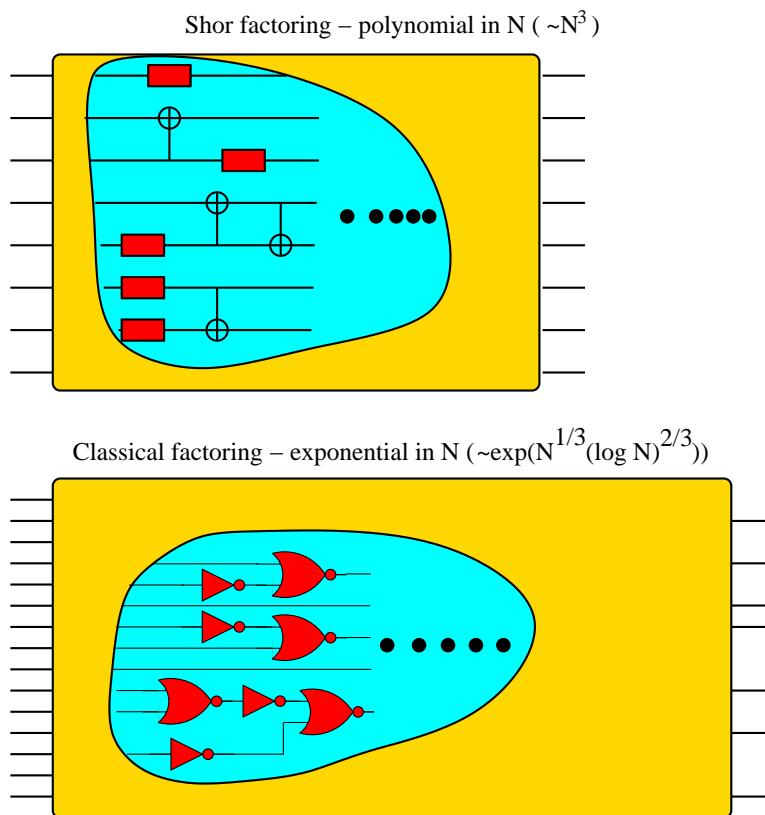 Shor factoring – polynomial in N ( ~N^3 )
Classical factoring – exponential in N ( ~exp(N^1/3 (log N)^2/3))